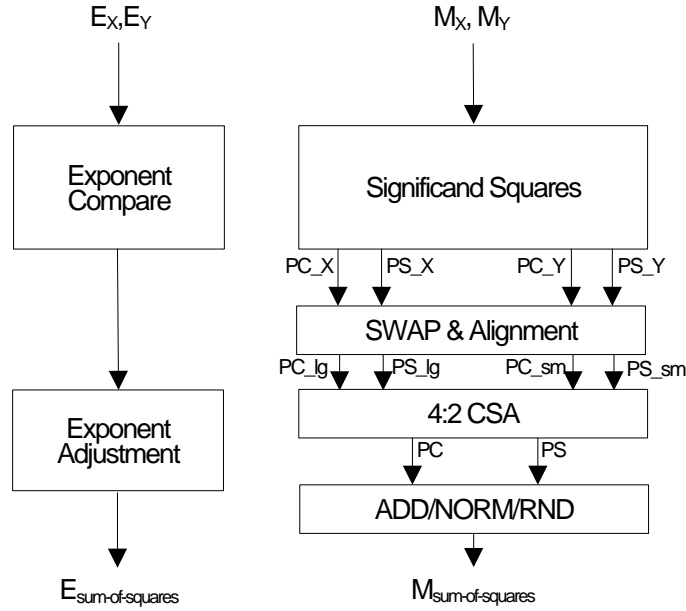 E_X,E_Y
M_X, M_Y
Exponent
Compare
Significand Squares
PC_X
PS_X
PC_Y
PS_Y
SWAP & Alignment
PC_lg
PS_lg
PC_sm
PS_sm
Exponent
Adjustment
4:2 CSA
PC
PS
ADD/NORM/RND
E_sum-of-squares
M_sum-of-squares